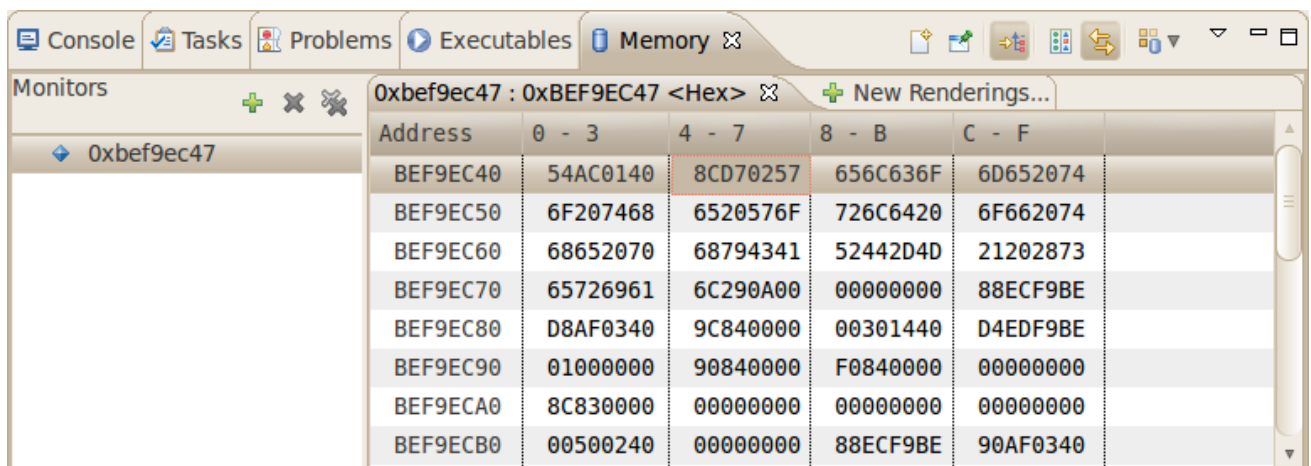 Console Tasks Problems Executables Memory
Monitors
0xbef9ec47 : 0xBEF9EC47 <Hex> New Renderings...
0xbef9ec47
Address 0 - 3 4 - 7 8 - B C - F
BEF9EC40 54AC0140 8CD70257 656C636F 6D652074
BEF9EC50 6F207468 6520576F 726C6420 6F662074
BEF9EC60 68652070 68794341 52442D4D 21202873
BEF9EC70 65726961 6C290A00 00000000 88ECF9BE
BEF9EC80 D8AF0340 9C840000 00301440 D4EDF9BE
BEF9EC90 01000000 90840000 F0840000 00000000
BEF9ECA0 8C830000 00000000 00000000 00000000
BEF9ECB0 00500240 00000000 88ECF9BE 90AF0340